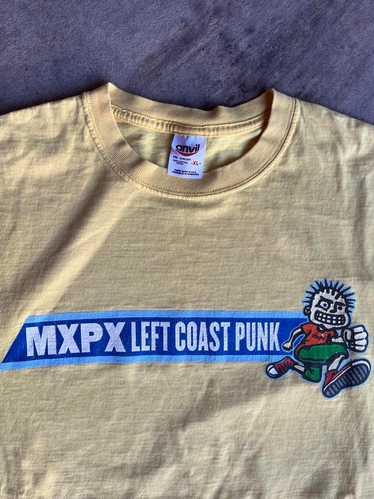 anvil
-XL-
MXPX LEFT COAST PUNK